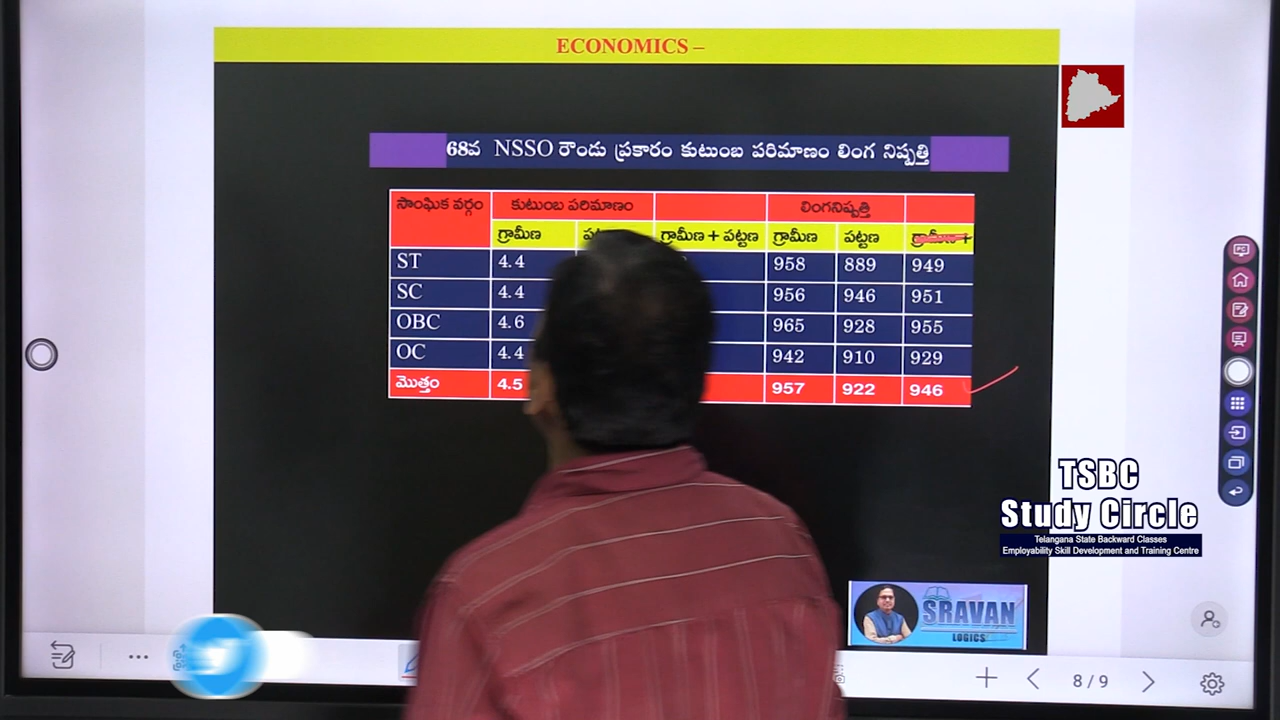 ECONOMICS –
68వ NSSO రౌండు ప్రకారం కుటుంబ పరిమాణం లింగ నిష్పత్తి
సాంఘిక వర్గం కుటుంబ పరిమాణం లింగనిష్పత్తి
గ్రామీణ గ్రామీణ + పట్టణ గ్రామీణ పట్టణ గ్రామీణ +
ST 4.4 958 889 949
SC 4.4 956 946 951
OBC 4.6 965 928 955
OC 4.4 942 910 929
మొత్తం 4.5 957 922 946
TSBC
Study Circle
Telangana State Backward Classes
Employability Skill Development and Training Centre
SRAVAN
LOGICS
8/9